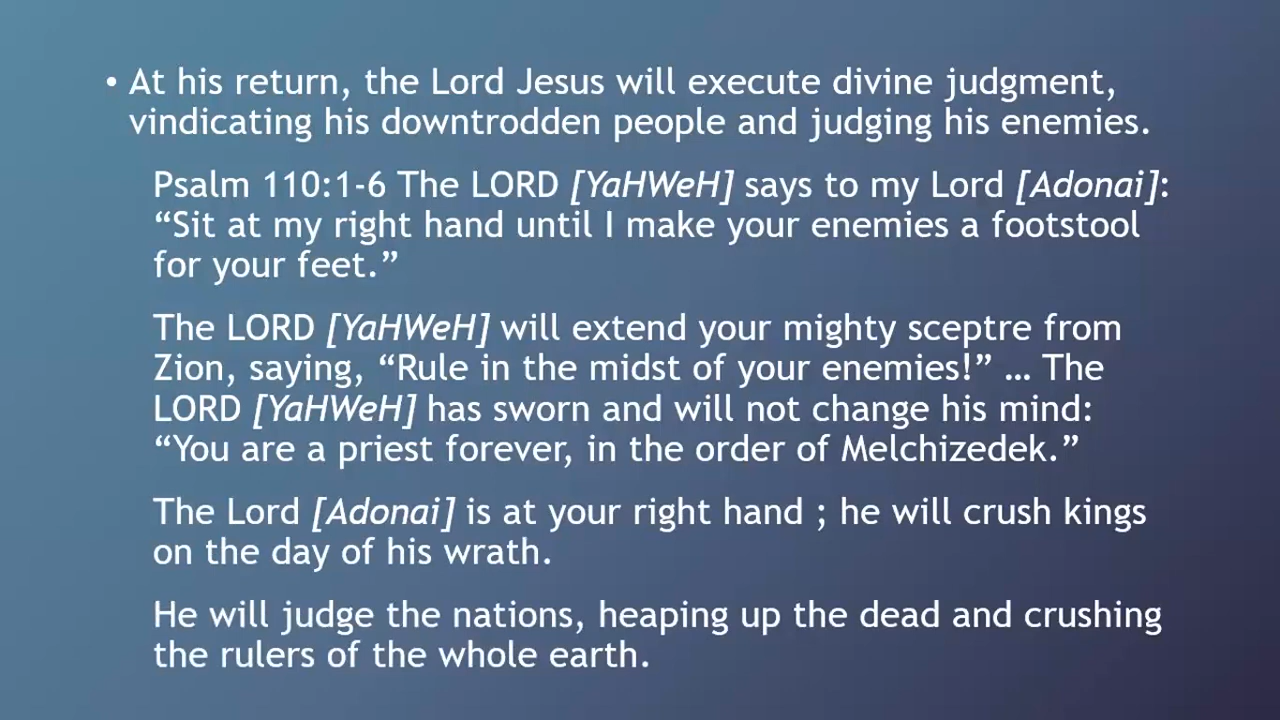 • At his return, the Lord Jesus will execute divine judgment,
vindicating his downtrodden people and judging his enemies.
Psalm 110:1-6 The LORD [YaHWeH] says to my Lord [Adonai]:
“Sit at my right hand until I make your enemies a footstool
for your feet.”
The LORD [YaHWeH] will extend your mighty sceptre from
Zion, saying, “Rule in the midst of your enemies!” … The
LORD [YaHWeH] has sworn and will not change his mind:
“You are a priest forever, in the order of Melchizedek.”
The Lord [Adonai] is at your right hand ; he will crush kings
on the day of his wrath.
He will judge the nations, heaping up the dead and crushing
the rulers of the whole earth.